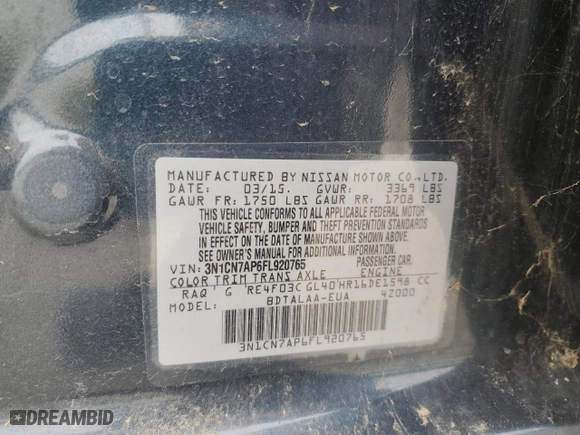 MANUFACTURED BY NISSAN MOTOR CO.,LTD.
DATE: 03/15. GVWR: 3369 LBS
GAWR FR: 1750 LBS GAWR RR: 1708 LBS
THIS VEHICLE CONFORMS TO ALL APPLICABLE FEDERAL MOTOR
VEHICLE SAFETY, BUMPER AND THEFT PREVENTION STANDARDS
IN EFFECT ON THE DATE OF MANUFACTURE SHOWN ABOVE.
SEE OWNER'S MANUAL FOR ADDITIONAL INFORMATION
VIN: 3N1CN7AP6FL920765 PASSENGER CAR.
COLOR TRIM TRANS AXLE ENGINE
RAQ G RE4F03C GL40 HR16DE1598 CC
MODEL: BDTALAA-EUA 4Z000
3N1CN7AP6FL920765
DREAMBID